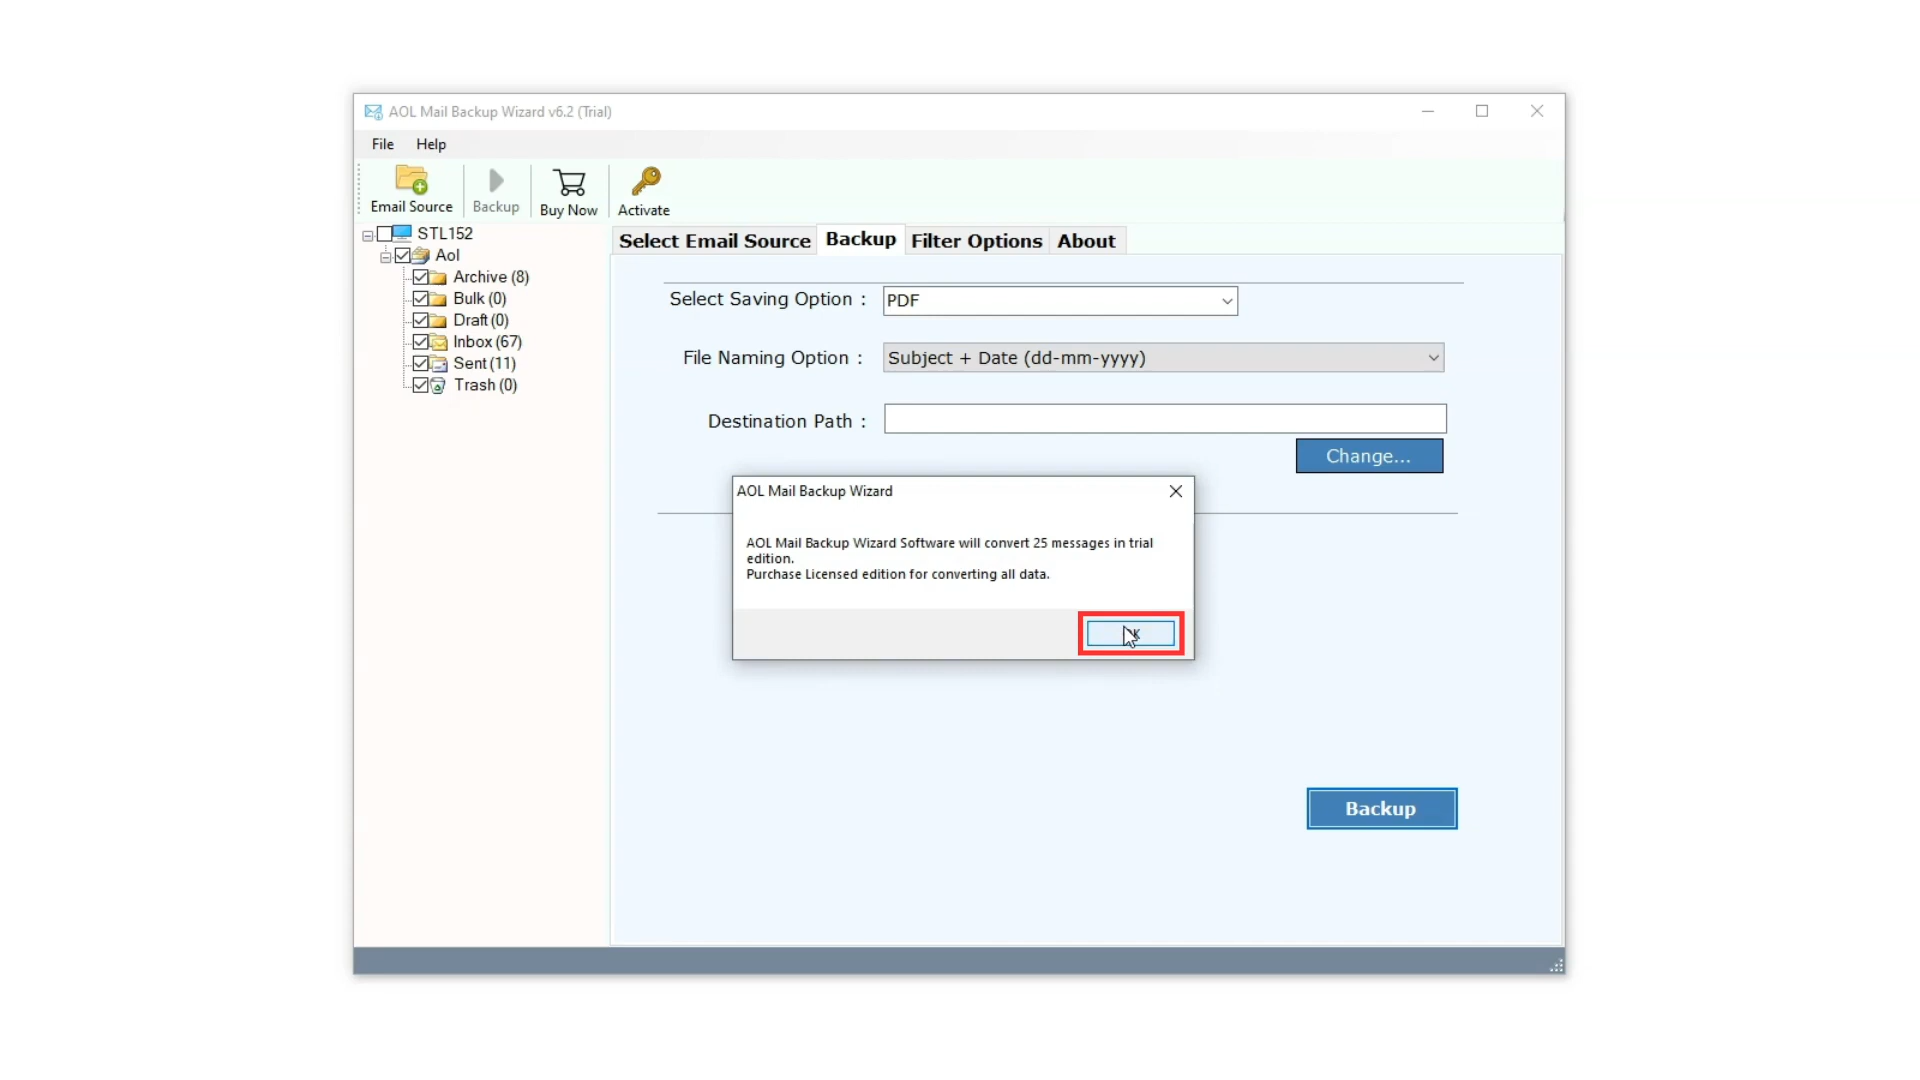 AOL Mail Backup Wizard v6.2 (Trial)
File Help
Email Source Backup Buy Now Activate
STL152
Aol
Archive (8)
Bulk (0)
Draft (0)
Inbox (67)
Sent (11)
Trash (0)
Select Email Source Backup Filter Options About
Select Saving Option : PDF
File Naming Option : Subject + Date (dd-mm-yyyy)
Destination Path :
Change...
AOL Mail Backup Wizard
AOL Mail Backup Wizard Software will convert 25 messages in trial
edition.
Purchase Licensed edition for converting all data.
Backup